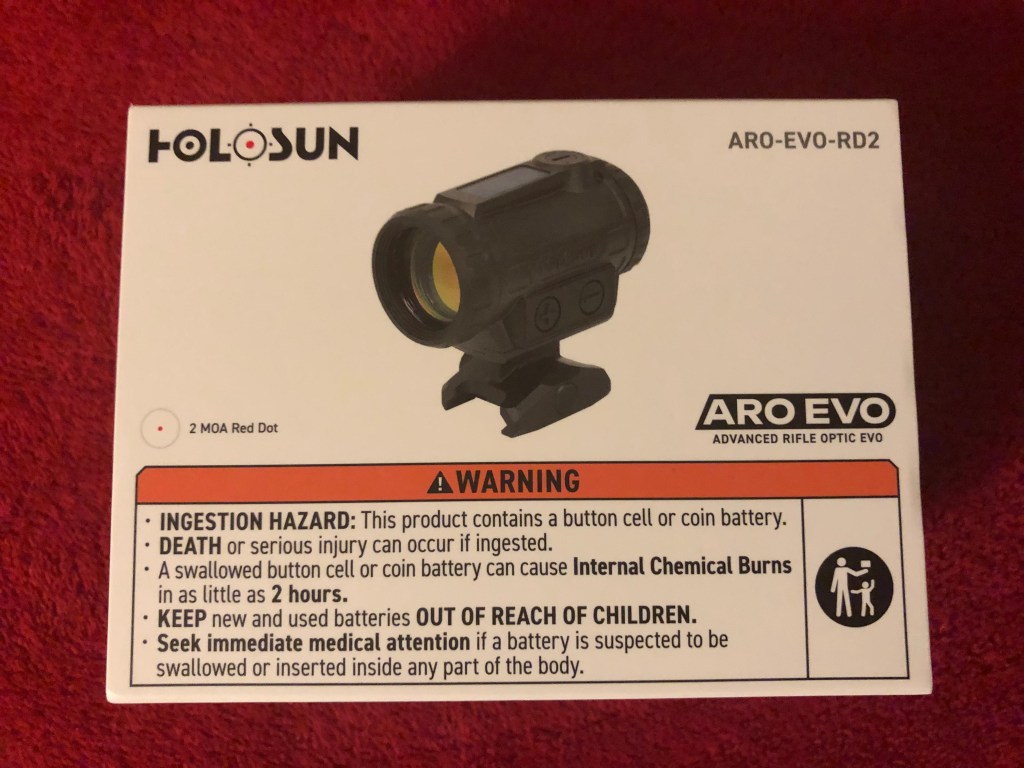 HOLOSUN
ARO-EVO-RD2
2 MOA Red Dot
ARO EVO
ADVANCED RIFLE OPTIC EVO
WARNING
· INGESTION HAZARD: This product contains a button cell or coin battery.
· DEATH or serious injury can occur if ingested.
· A swallowed button cell or coin battery can cause Internal Chemical Burns
in as little as 2 hours.
· KEEP new and used batteries OUT OF REACH OF CHILDREN.
· Seek immediate medical attention if a battery is suspected to be
swallowed or inserted inside any part of the body.